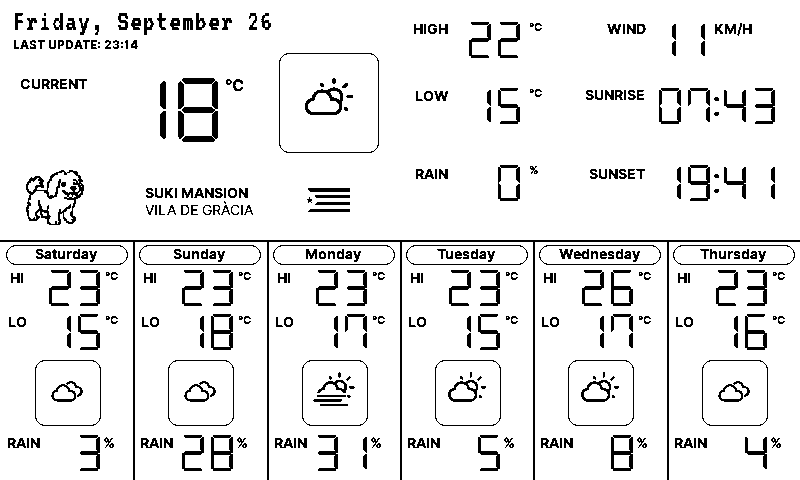 Friday, September 26
LAST UPDATE: 23:14
CURRENT 18 °C
HIGH 22 °C
WIND 11 KM/H
LOW 15 °C
SUNRISE 07:43
RAIN 0 %
SUNSET 19:41
SUKI MANSION
VILA DE GRÀCIA
Saturday
HI 23 °C
LO 15 °C
RAIN 3 %
Sunday
HI 23 °C
LO 18 °C
RAIN 28 %
Monday
HI 23 °C
LO 17 °C
RAIN 31 %
Tuesday
HI 23 °C
LO 15 °C
RAIN 5 %
Wednesday
HI 26 °C
LO 17 °C
RAIN 8 %
Thursday
HI 23 °C
LO 16 °C
RAIN 4 %